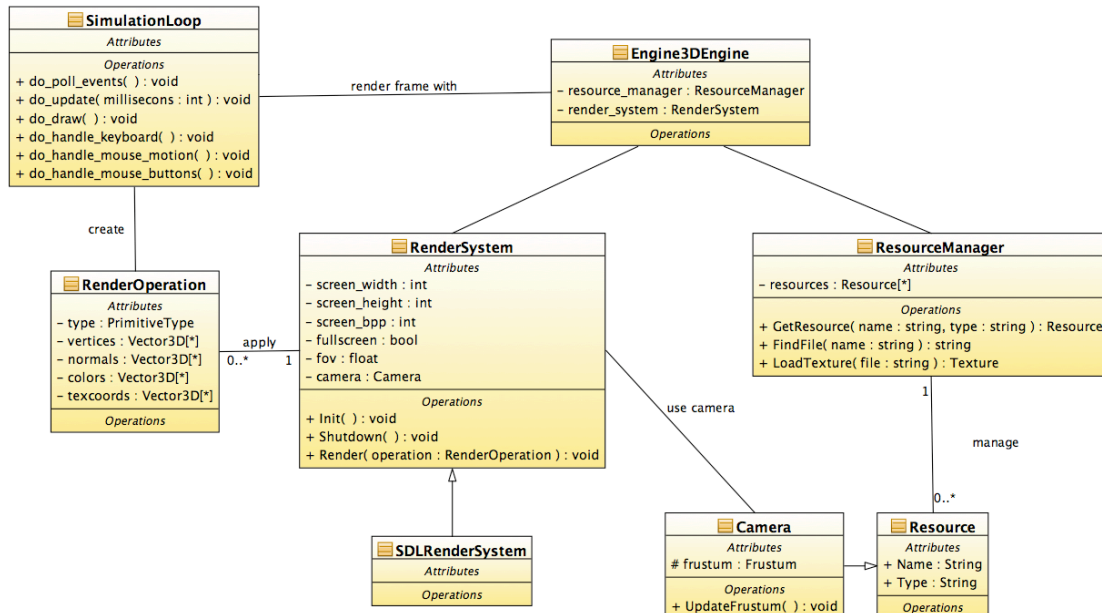 SimulationLoop
Attributes
Operations
+ do_poll_events( ) : void
+ do_update( millisecons : int ) : void
+ do_draw( ) : void
+ do_handle_keyboard( ) : void
+ do_handle_mouse_motion( ) : void
+ do_handle_mouse_buttons( ) : void
render frame with
Engine3DEngine
Attributes
- resource_manager : ResourceManager
- render_system : RenderSystem
Operations
create
RenderOperation
Attributes
- type : PrimitiveType
- vertices : Vector3D[*]
- normals : Vector3D[*]
- colors : Vector3D[*]
- texcoords : Vector3D[*]
Operations
apply
0..*
1
RenderSystem
Attributes
- screen_width : int
- screen_height : int
- screen_bpp : int
- fullscreen : bool
- fov : float
- camera : Camera
Operations
+ Init( ) : void
+ Shutdown( ) : void
+ Render( operation : RenderOperation ) : void
ResourceManager
Attributes
- resources : Resource[*]
Operations
+ GetResource( name : string, type : string ) : Resource
+ FindFile( name : string ) : string
+ LoadTexture( file : string ) : Texture
use camera
1
manage
0..*
SDLRenderSystem
Attributes
Operations
Camera
Attributes
# frustum : Frustum
Operations
+ UpdateFrustum( ) : void
Resource
Attributes
+ Name : String
+ Type : String
Operations